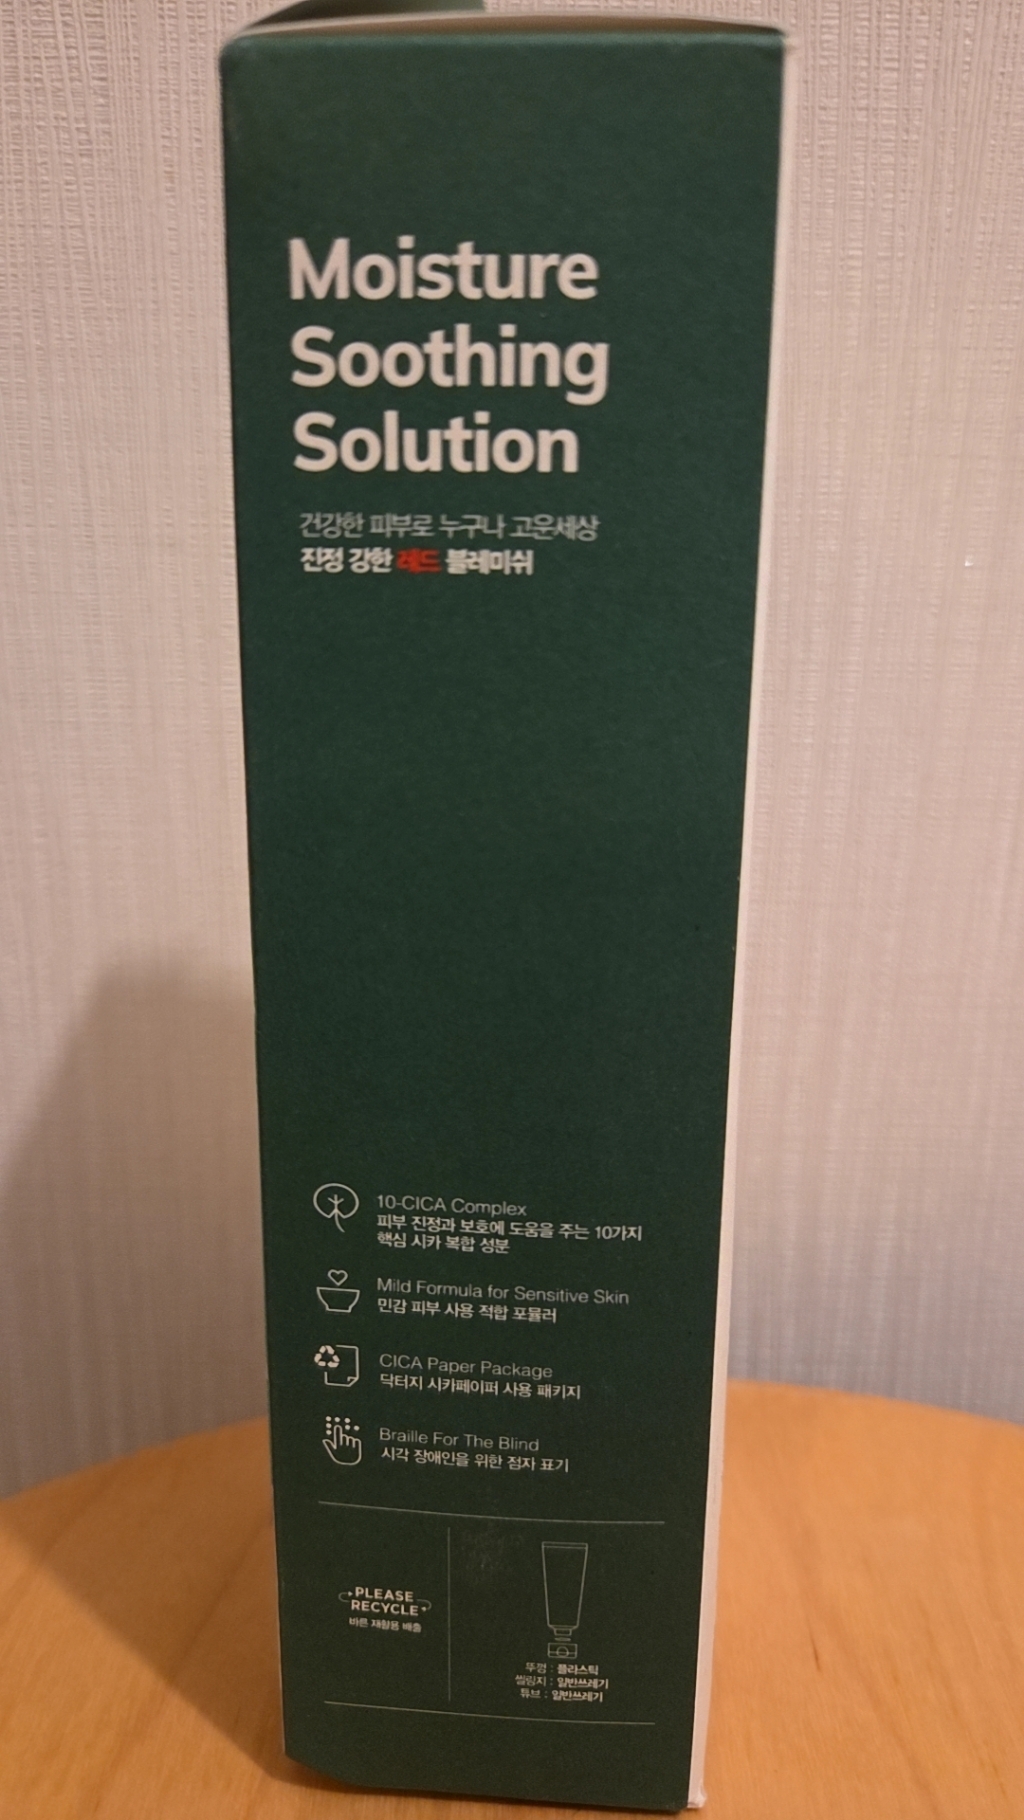 Moisture
Soothing
Solution
건강한 피부로 누구나 고운세상
진정 강한 레드 블레미쉬
10-CICA Complex
피부 진정과 보호에 도움을 주는 10가지
핵심 시카 복합 성분
Mild Formula for Sensitive Skin
민감 피부 사용 적합 포뮬러
CICA Paper Package
닥터지 시카페이퍼 사용 패키지
Braille For The Blind
시각 장애인을 위한 점자 표기
PLEASE
RECYCLE
바른 재활용 배출
뚜껑 : 플라스틱
씰링지 : 일반쓰레기
튜브 : 일반쓰레기